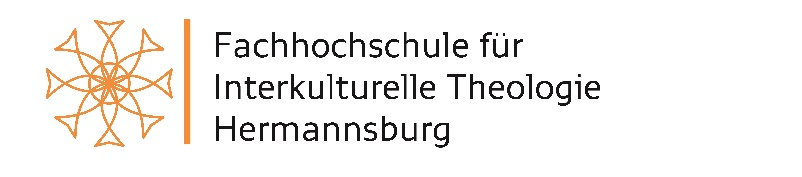 Fachhochschule für
Interkulturelle Theologie
Hermannsburg